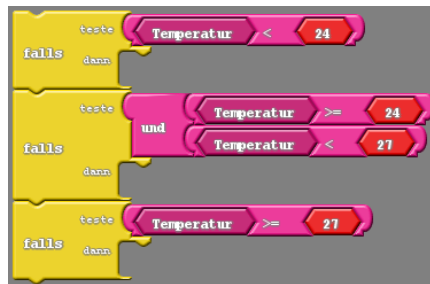 teste Temperatur < 24
falls
dann
teste Temperatur >= 24
und
Temperatur < 27
falls
dann
teste Temperatur >= 27
falls
dann